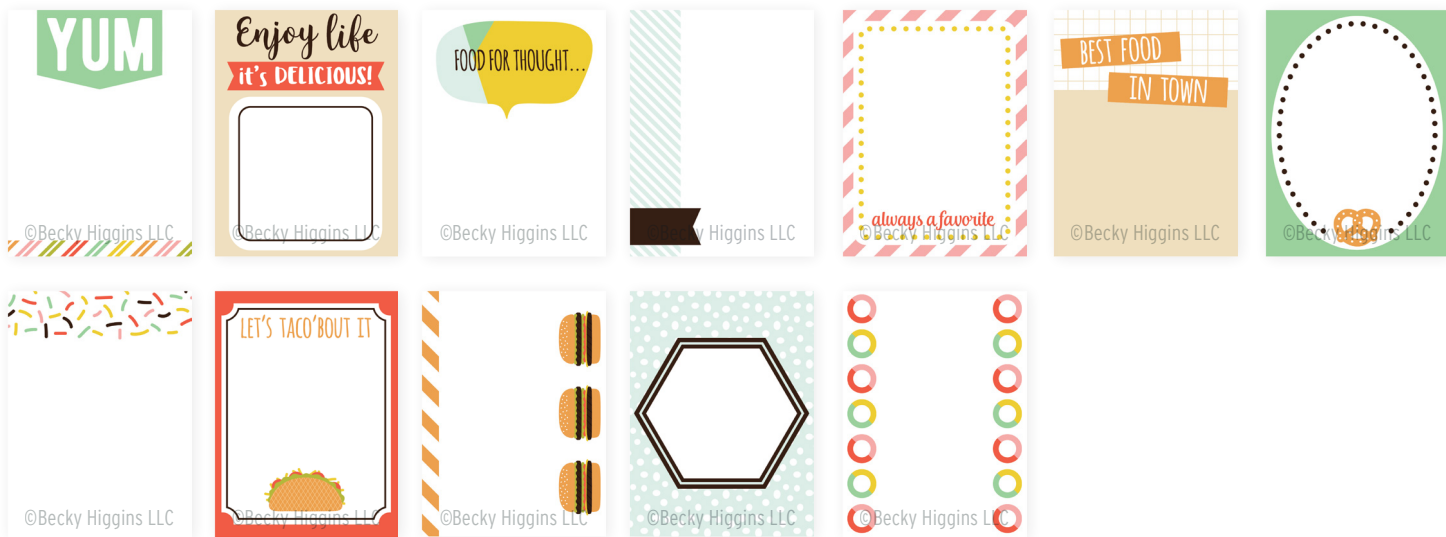 YUM
©Becky Higgins LLC
Enjoy life
it's DELICIOUS!
©Becky Higgins LLC
FOOD FOR THOUGHT...
©Becky Higgins LLC
©Becky Higgins LLC
always a favorite
©Becky Higgins LLC
BEST FOOD
IN TOWN
©Becky Higgins LLC
©Becky Higgins LLC
©Becky Higgins LLC
LET'S TACO'BOUT IT
©Becky Higgins LLC
©Becky Higgins LLC
©Becky Higgins LLC
©Becky Higgins LLC